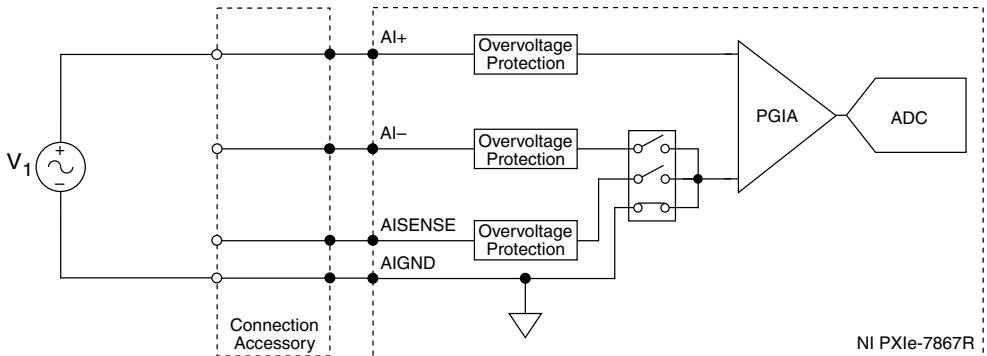 AI+
Overvoltage
Protection
PGIA
ADC
AI–
Overvoltage
Protection
V1
+
–
AISENSE
Overvoltage
Protection
AIGND
Connection
Accessory
NI PXIe-7867R